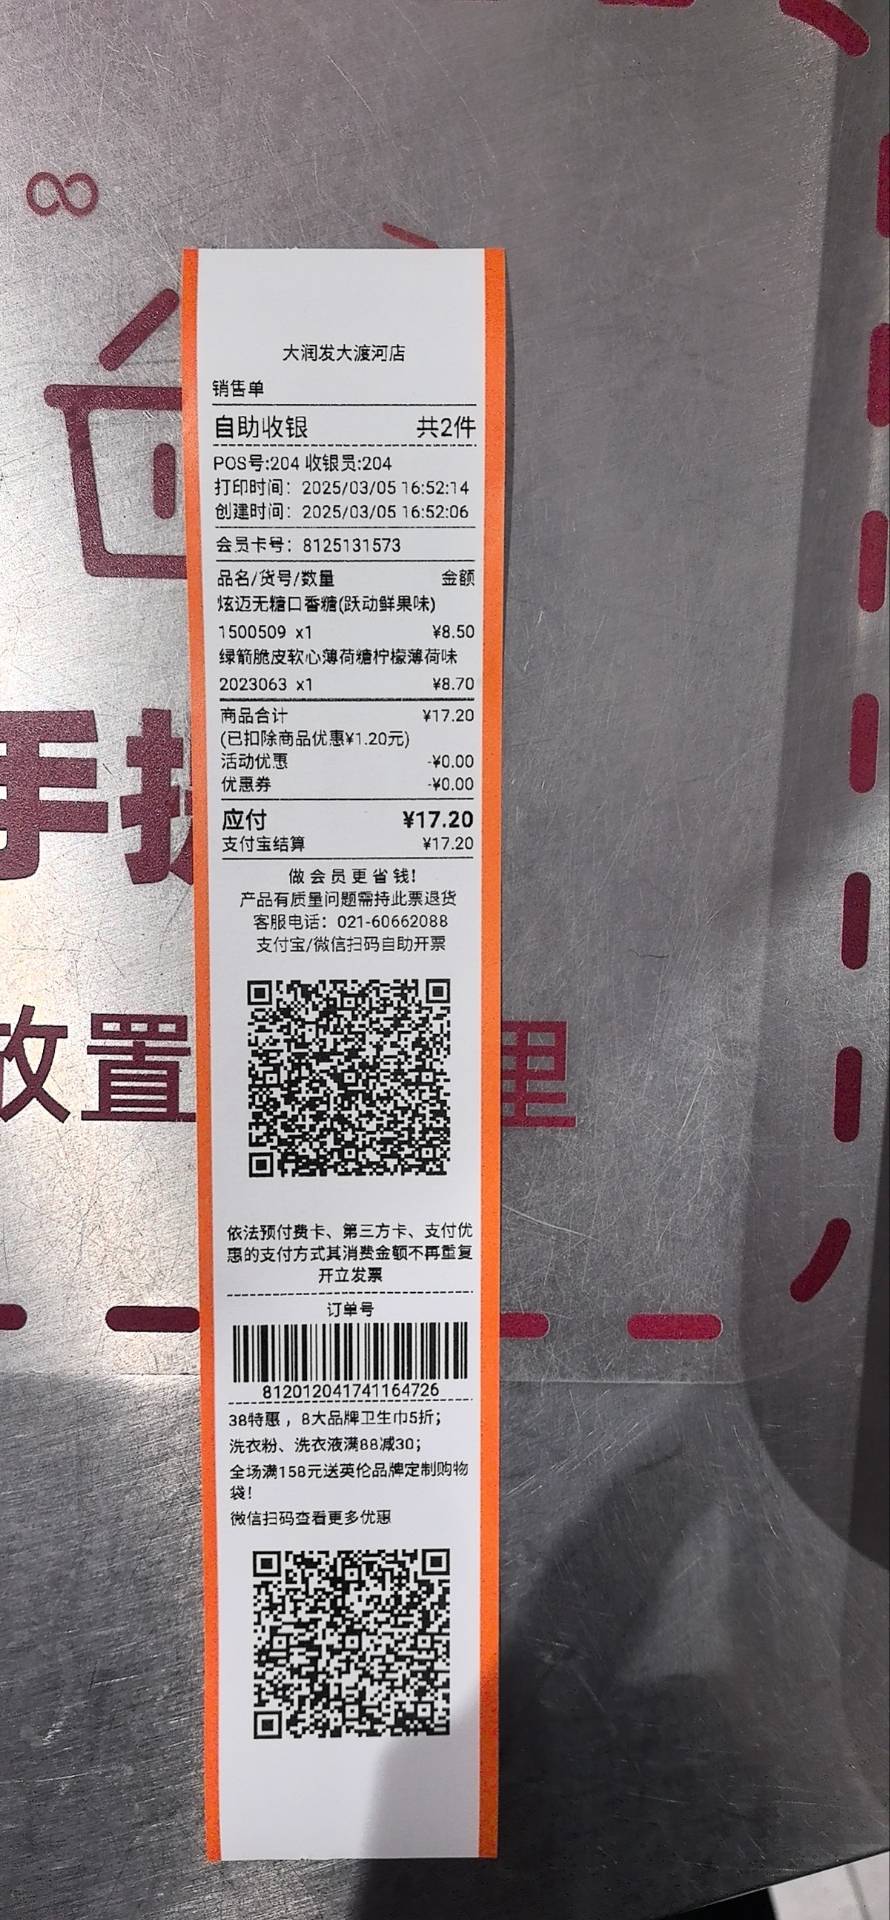 大润发大渡河店
销售单
自助收银 共2件
POS号:204 收银员:204
打印时间: 2025/03/05 16:52:14
创建时间: 2025/03/05 16:52:06
会员卡号: 8125131573
品名/货号/数量 金额
炫迈无糖口香糖(跃动鲜果味)
1500509 x1 ¥8.50
绿箭脆皮软心薄荷糖柠檬薄荷味
2023063 x1 ¥8.70
商品合计 ¥17.20
(已扣除商品优惠¥1.20元)
活动优惠 -¥0.00
优惠券 -¥0.00
应付 ¥17.20
支付宝结算 ¥17.20
做会员更省钱!
产品有质量问题需持此票退货
客服电话: 021-60662088
支付宝/微信扫码自助开票
依法预付费卡、第三方卡、支付优
惠的支付方式其消费金额不再重复
开立发票
订单号
812012041741164726
38特惠，8大品牌卫生巾5折；
洗衣粉、洗衣液满88减30；
全场满158元送英伦品牌定制购物
袋!
微信扫码查看更多优惠
手
放置 里